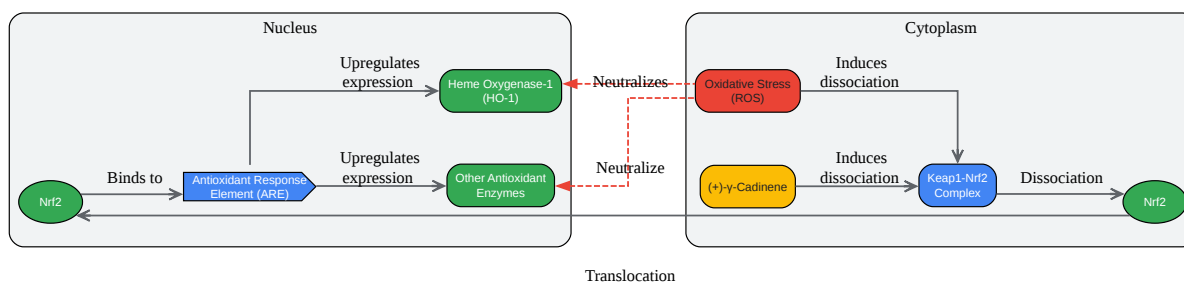 Nucleus
Cytoplasm
Upregulates
expression
Heme Oxygenase-1
(HO-1)
Neutralizes
Oxidative Stress
(ROS)
Induces
dissociation
Binds to
Nrf2
Antioxidant Response
Element (ARE)
Upregulates
expression
Other Antioxidant
Enzymes
Neutralize
(+)-γ-Cadinene
Induces
dissociation
Keap1-Nrf2
Complex
Dissociation
Nrf2
Translocation